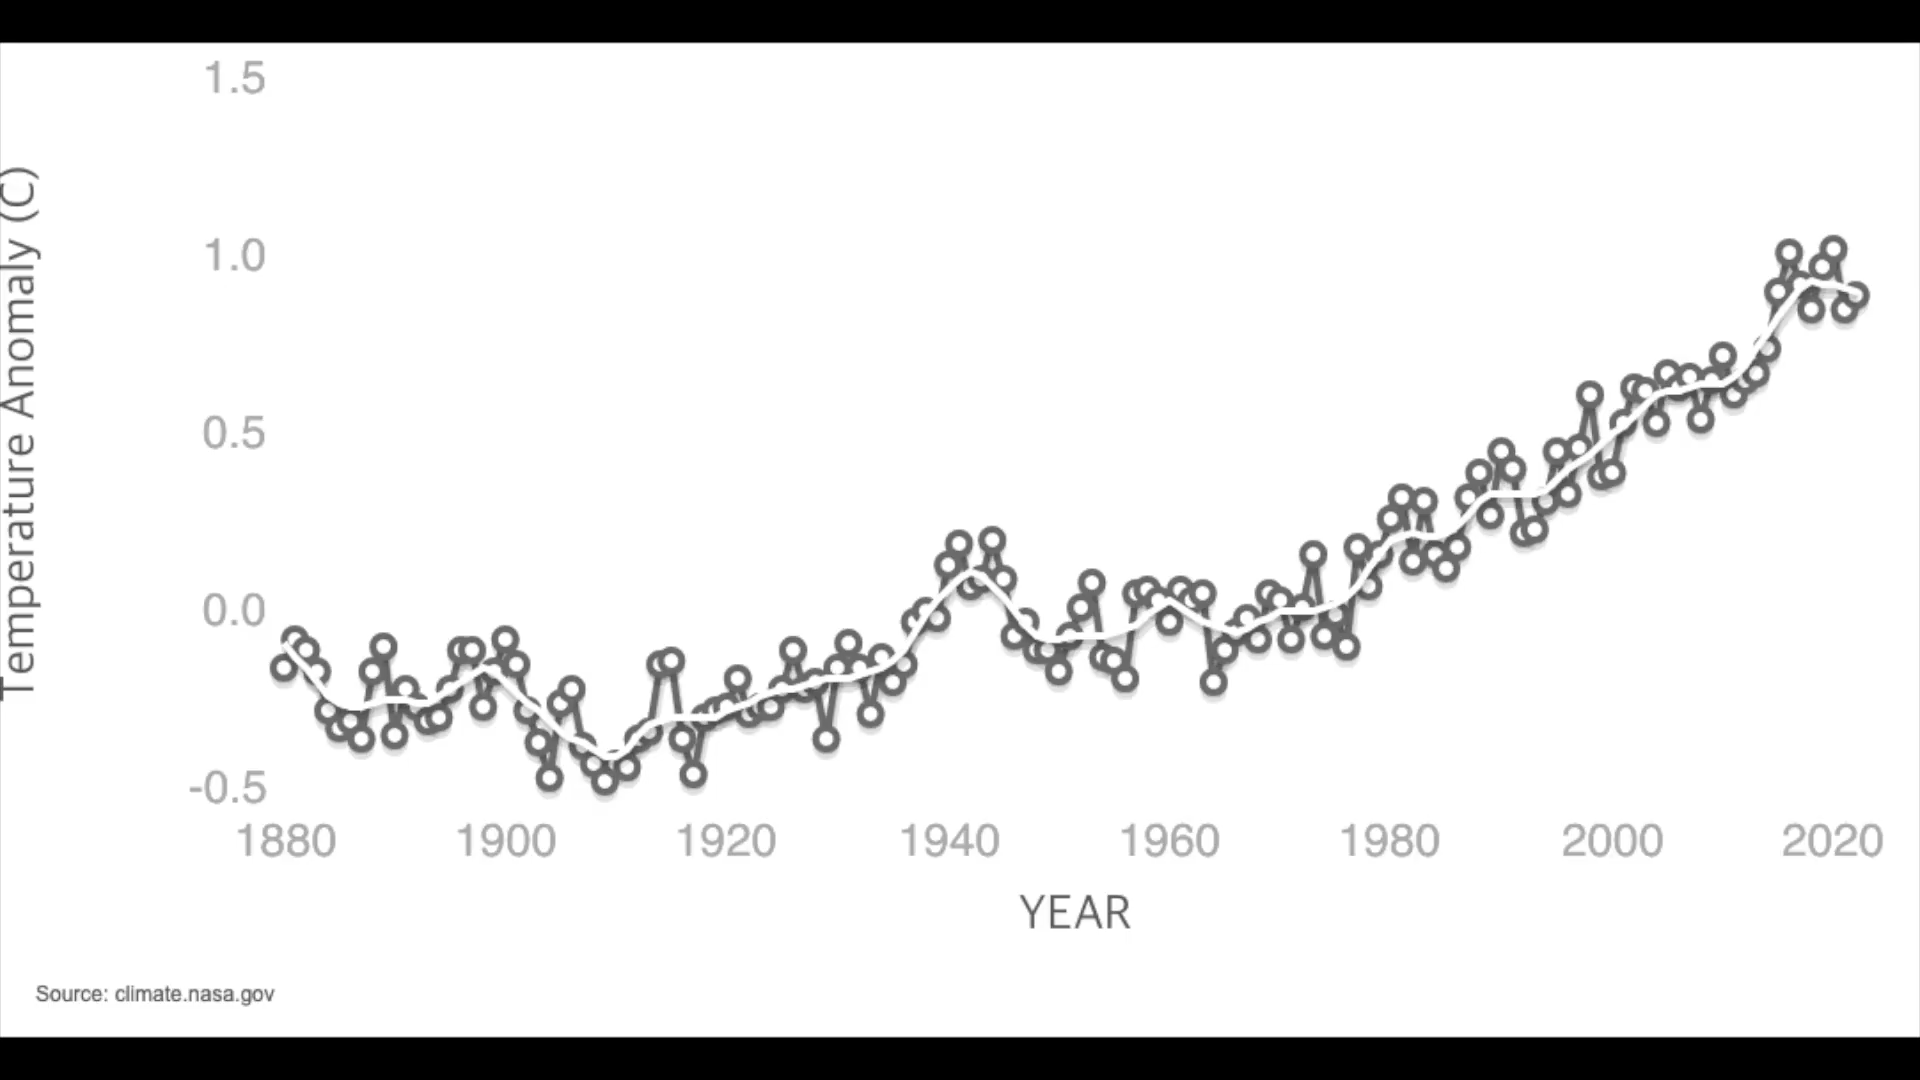 1.5
1.0
0.5
0.0
-0.5
Temperature Anomaly (C)
1880 1900 1920 1940 1960 1980 2000 2020
YEAR
Source: climate.nasa.gov